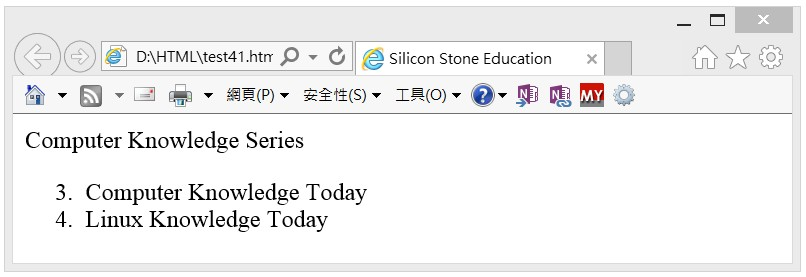 D:\HTML\test41.htm
Silicon Stone Education
網頁(P) 安全性(S) 工具(O) MY
Computer Knowledge Series
3. Computer Knowledge Today
4. Linux Knowledge Today